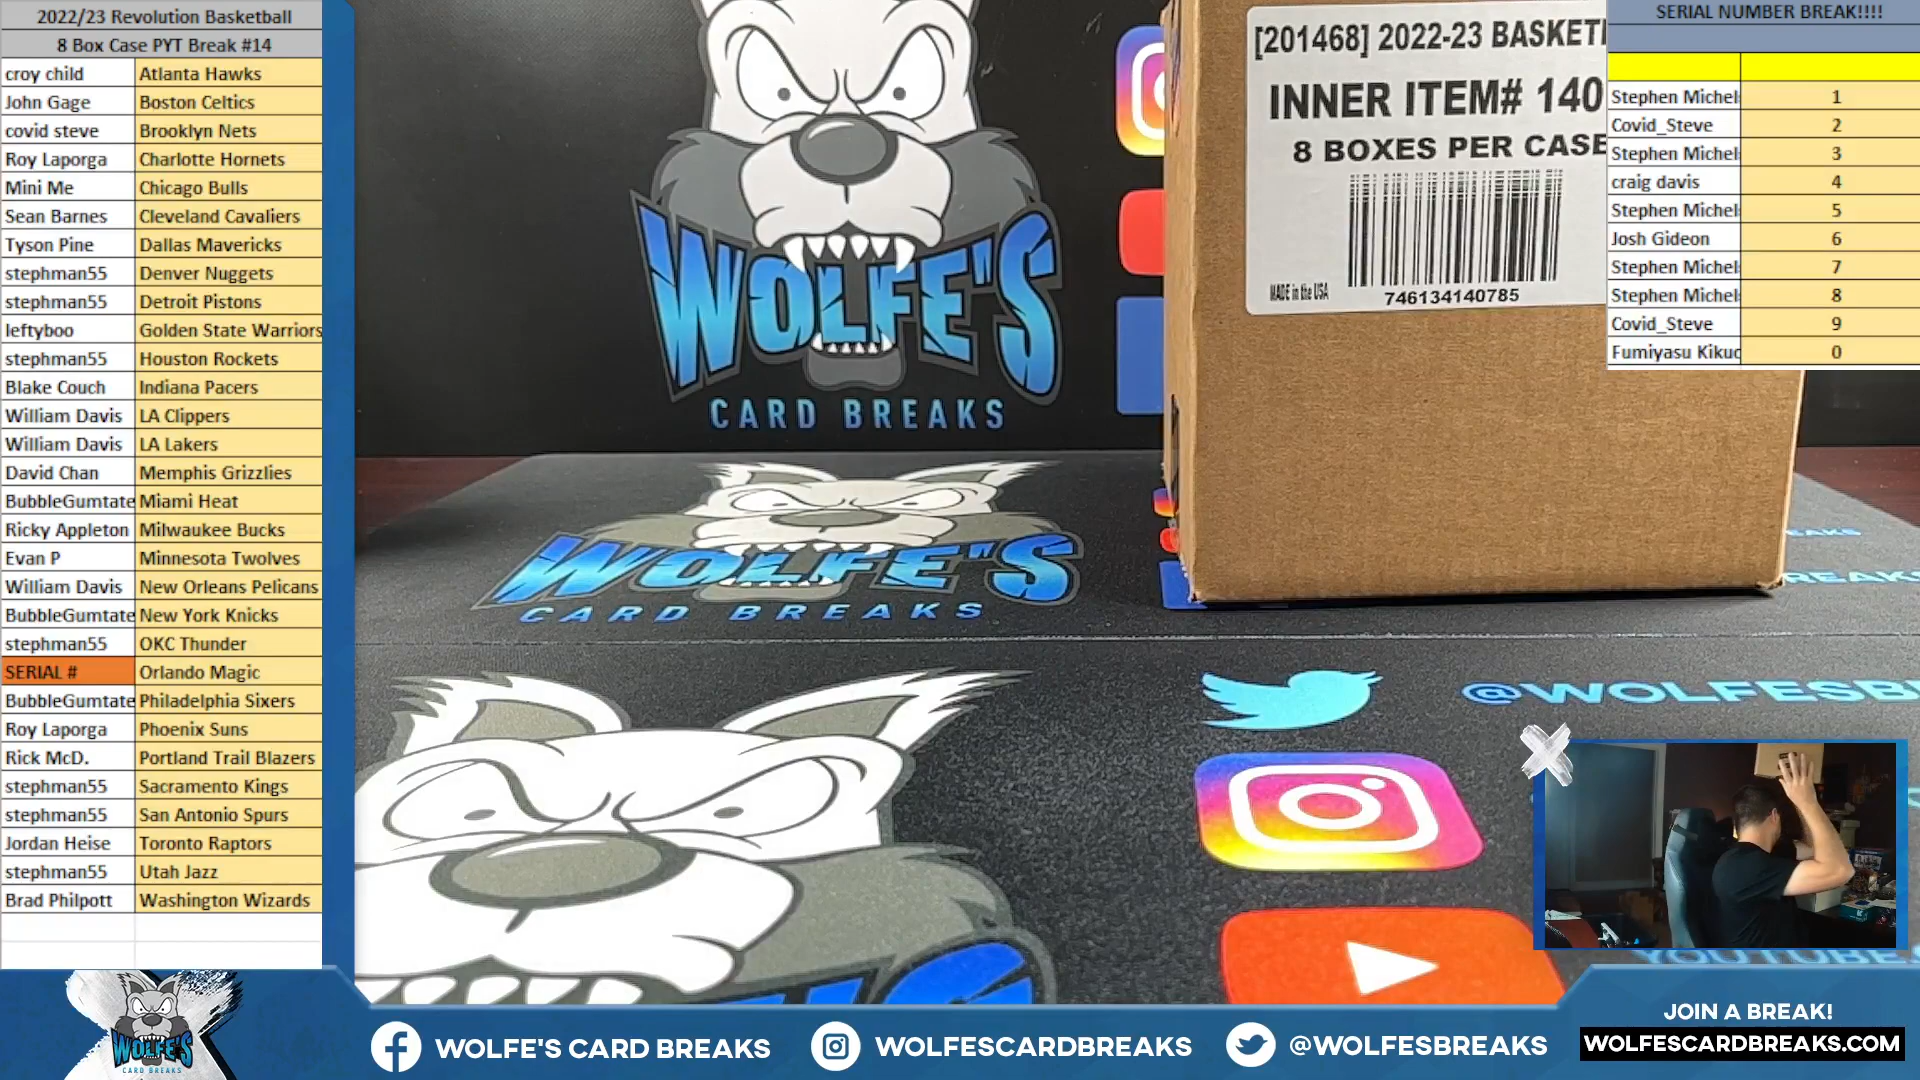 2022/23 Revolution Basketball
8 Box Case PYT Break #14
croy child Atlanta Hawks
John Gage Boston Celtics
covid steve Brooklyn Nets
Roy Laporga Charlotte Hornets
Mini Me Chicago Bulls
Sean Barnes Cleveland Cavaliers
Tyson Pine Dallas Mavericks
stephman55 Denver Nuggets
stephman55 Detroit Pistons
leftyboo Golden State Warriors
stephman55 Houston Rockets
Blake Couch Indiana Pacers
William Davis LA Clippers
William Davis LA Lakers
David Chan Memphis Grizzlies
BubbleGumtate Miami Heat
Ricky Appleton Milwaukee Bucks
Evan P Minnesota Twolves
William Davis New Orleans Pelicans
BubbleGumtate New York Knicks
stephman55 OKC Thunder
SERIAL # Orlando Magic
BubbleGumtate Philadelphia Sixers
Roy Laporga Phoenix Suns
Rick McD. Portland Trail Blazers
stephman55 Sacramento Kings
stephman55 San Antonio Spurs
Jordan Heise Toronto Raptors
stephman55 Utah Jazz
Brad Philpott Washington Wizards
WOLFE'S
CARD BREAKS
[201468] 2022-23 BASKET
INNER ITEM# 140
8 BOXES PER CASE
MADE in the USA
746134140785
SERIAL NUMBER BREAK!!!!
Stephen Michel 1
Covid_Steve 2
Stephen Michel 3
craig davis 4
Stephen Michel 5
Josh Gideon 6
Stephen Michel 7
Stephen Michel 8
Covid_Steve 9
Fumiyasu Kikuc 0
WOLFE'S
CARD BREAKS
BREAKS
BREAKS
@WOLFESB
YOUTUBE.
WOLFE'S
CARD BREAKS
WOLFE'S CARD BREAKS
WOLFESCARDBREAKS
@WOLFESBREAKS
JOIN A BREAK!
WOLFESCARDBREAKS.COM